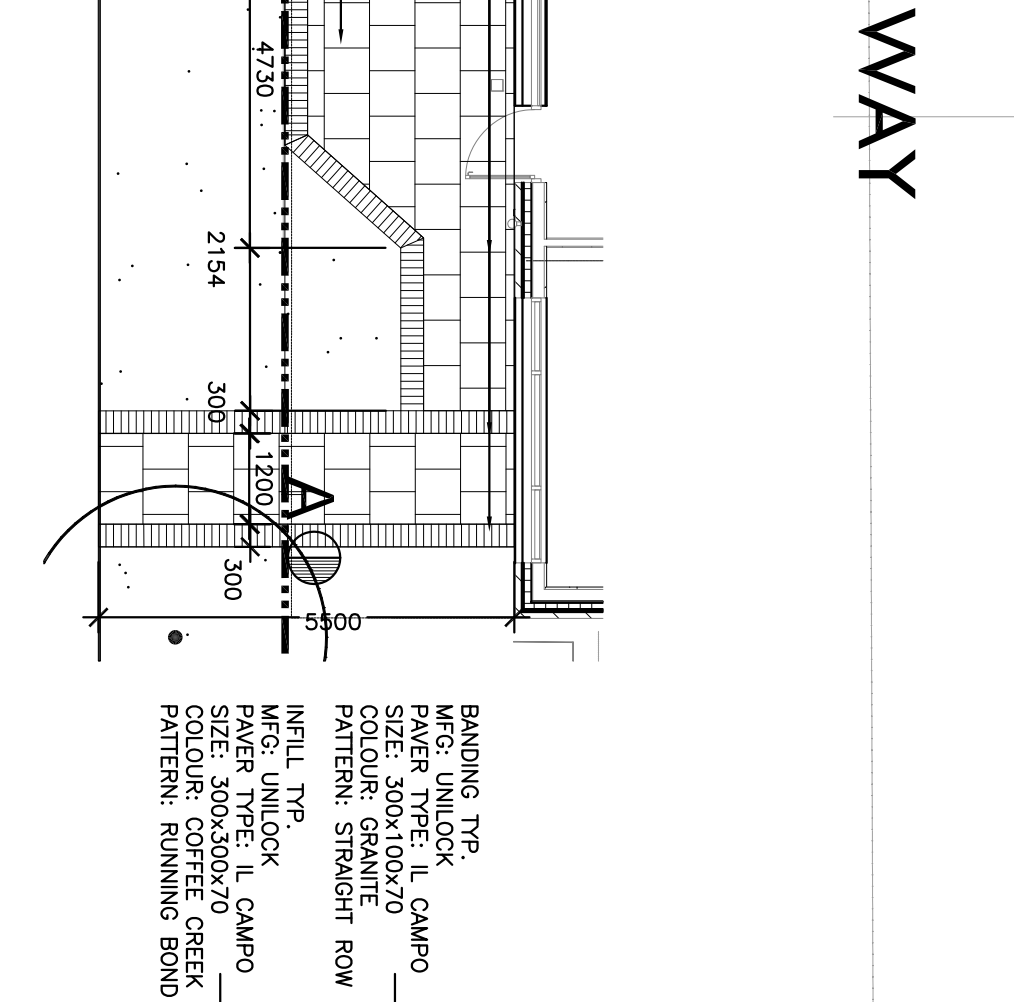 WAY
4730
2154
300
1200
A
300
5500
BANDING TYP.
MFG: UNILOCK
PAVER TYPE: IL CAMPO
SIZE: 300x100x70
COLOUR: GRANITE
PATTERN: STRAIGHT ROW
INFILL TYP.
MFG: UNILOCK
PAVER TYPE: IL CAMPO
SIZE: 300x300x70
COLOUR: COFFEE CREEK
PATTERN: RUNNING BOND